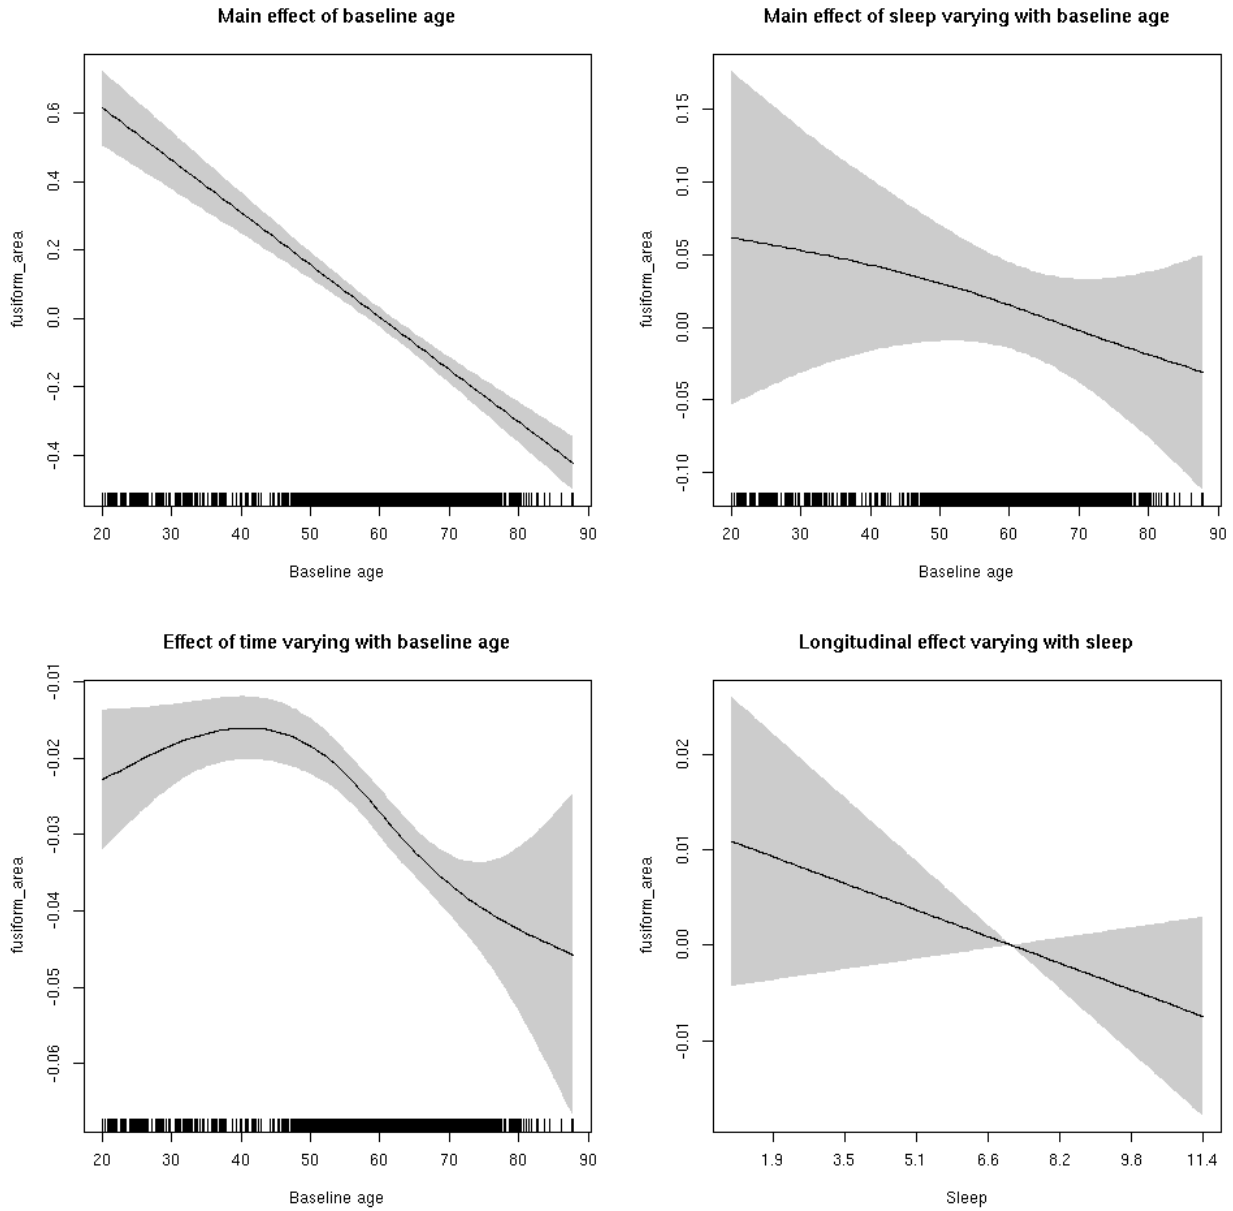 Main effect of baseline age
fusiform_area
0.6
0.4
0.2
0.0
-0.2
-0.4
20 30 40 50 60 70 80 90
Baseline age
Main effect of sleep varying with baseline age
fusiform_area
0.15
0.10
0.05
0.00
-0.05
-0.10
20 30 40 50 60 70 80 90
Baseline age
Effect of time varying with baseline age
fusiform_area
-0.01
-0.02
-0.03
-0.04
-0.05
-0.06
20 30 40 50 60 70 80 90
Baseline age
Longitudinal effect varying with sleep
fusiform_area
0.02
0.01
0.00
-0.01
1.9 3.5 5.1 6.6 8.2 9.8 11.4
Sleep